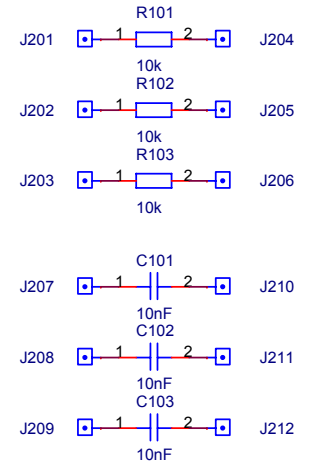 R101
J201 1 2 J204
10k
R102
J202 1 2 J205
10k
R103
J203 1 2 J206
10k
C101
J207 1 2 J210
10nF
C102
J208 1 2 J211
10nF
C103
J209 1 2 J212
10nF